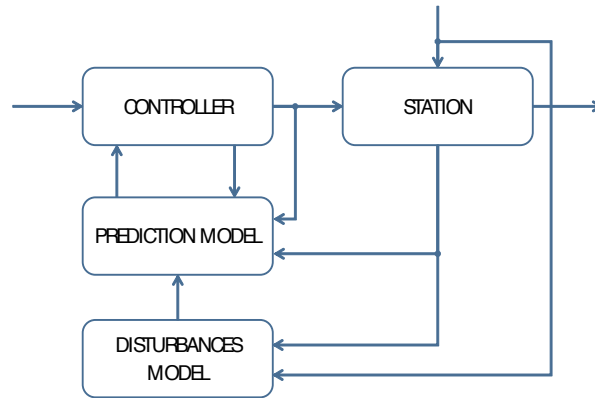 CONTROLLER
STATION
PREDICTION MODEL
DISTURBANCES
MODEL